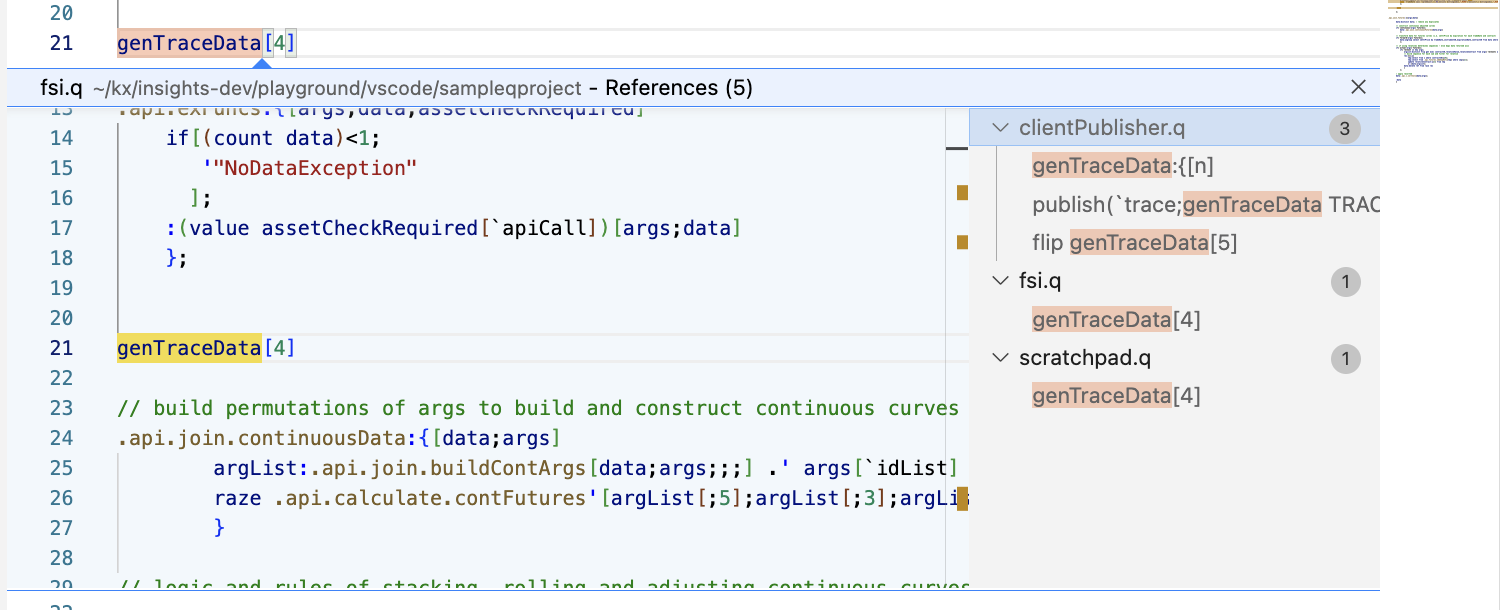 20
21 genTraceData[4]
fsi.q ~/kx/insights-dev/playground/vscode/sampleqproject - References (5)
13 .api.exFuncs:{[args;data;assetCheckRequired]
14 if[(count data)<1;
15 '"NoDataException"
16 ];
17 :(value assetCheckRequired[`apiCall])[args;data]
18 };
19
20
21 genTraceData[4]
22
23 // build permutations of args to build and construct continuous curves
24 .api.join.continuousData:{[data;args]
25 argList:.api.join.buildContArgs[data;args;;;] .' args[`idList]
26 raze .api.calculate.contFutures'[argList[;5];argList[;3];argLis
27 }
28
29 // logic and rules of stacking, rolling and adjusting continuous curves
22
clientPublisher.q 3
genTraceData:{[n]
publish(`trace;genTraceData TRAC
flip genTraceData[5]
fsi.q 1
genTraceData[4]
scratchpad.q 1
genTraceData[4]